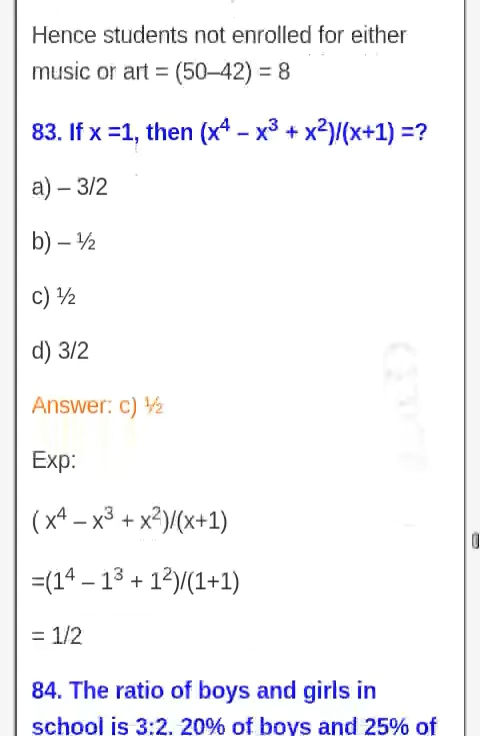 Hence students not enrolled for either
music or art = (50–42) = 8
83. If x =1, then (x⁴ – x³ + x²)/(x+1) =?
a) – 3/2
b) – ½
c) ½
d) 3/2
Answer: c) ½
Exp:
( x⁴ – x³ + x²)/(x+1)
=(1⁴ – 1³ + 1²)/(1+1)
= 1/2
84. The ratio of boys and girls in
school is 3:2. 20% of boys and 25% of